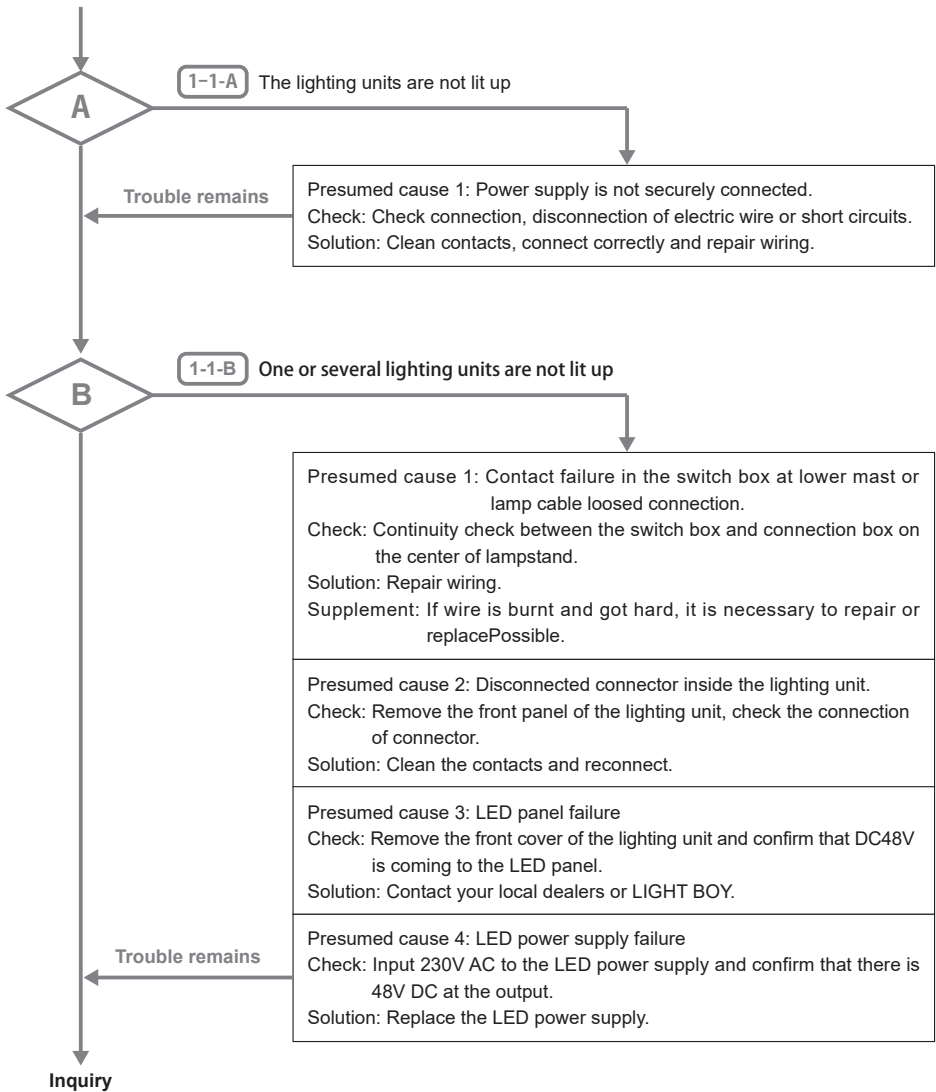 1-1-A The lighting units are not lit up
A
Presumed cause 1: Power supply is not securely connected.
Check: Check connection, disconnection of electric wire or short circuits.
Solution: Clean contacts, connect correctly and repair wiring.
Trouble remains
1-1-B One or several lighting units are not lit up
B
Presumed cause 1: Contact failure in the switch box at lower mast or
lamp cable loosed connection.
Check: Continuity check between the switch box and connection box on
the center of lampstand.
Solution: Repair wiring.
Supplement: If wire is burnt and got hard, it is necessary to repair or
replacePossible.
Presumed cause 2: Disconnected connector inside the lighting unit.
Check: Remove the front panel of the lighting unit, check the connection
of connector.
Solution: Clean the contacts and reconnect.
Presumed cause 3: LED panel failure
Check: Remove the front cover of the lighting unit and confirm that DC48V
is coming to the LED panel.
Solution: Contact your local dealers or LIGHT BOY.
Presumed cause 4: LED power supply failure
Check: Input 230V AC to the LED power supply and confirm that there is
48V DC at the output.
Solution: Replace the LED power supply.
Trouble remains
Inquiry